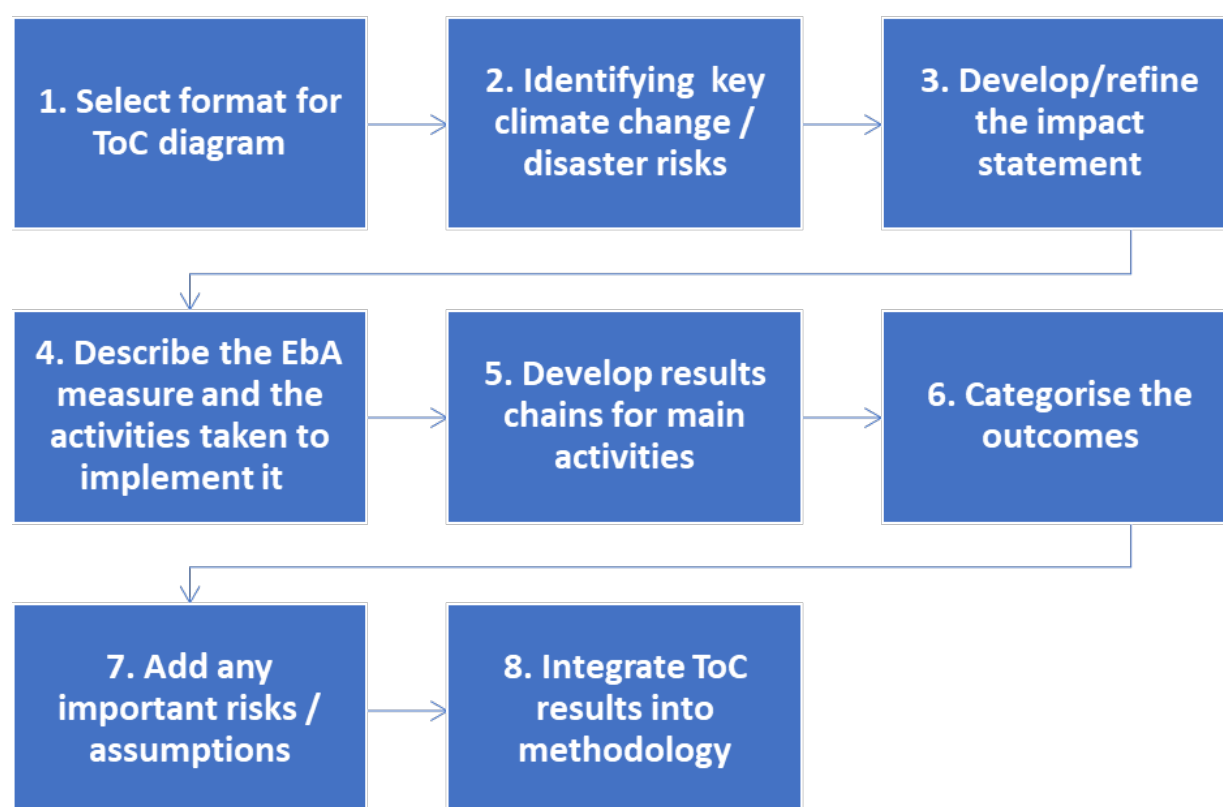 1. Select format for
ToC diagram
2. Identifying key
climate change /
disaster risks
3. Develop/refine
the impact
statement
4. Describe the EbA
measure and the
activities taken to
implement it
5. Develop results
chains for main
activities
6. Categorise the
outcomes
7. Add any
important risks /
assumptions
8. Integrate ToC
results into
methodology